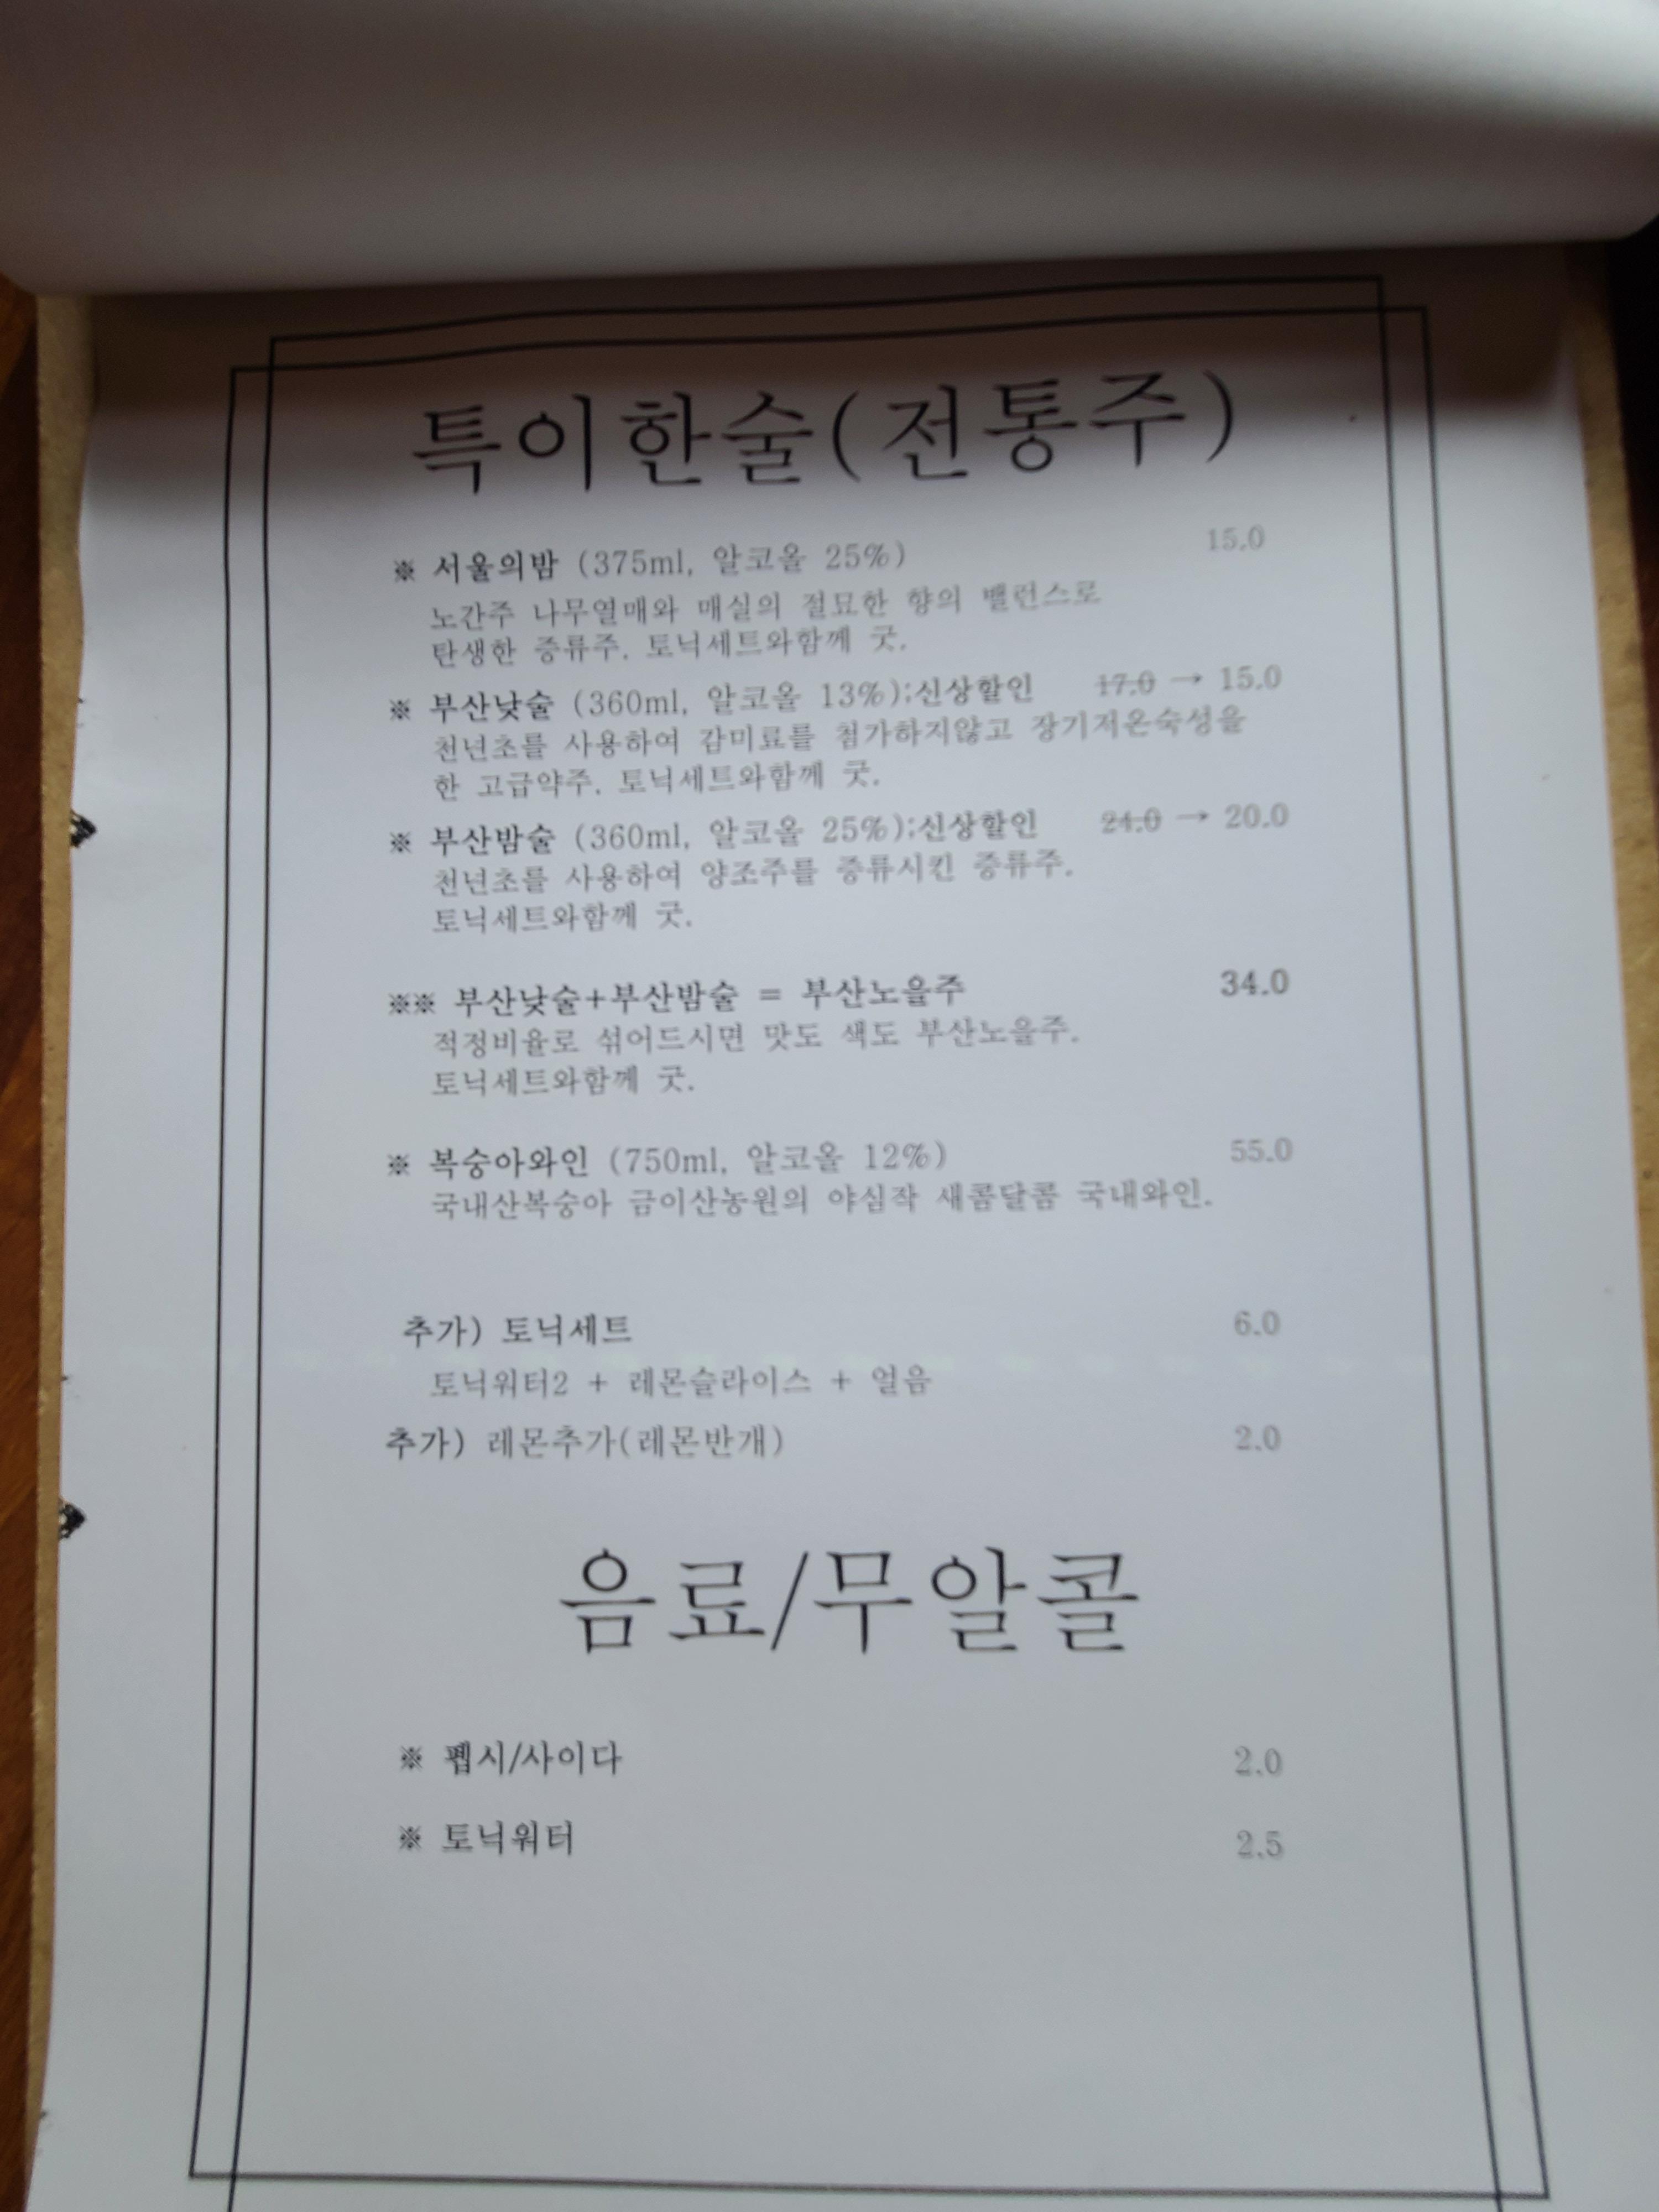 특이한술(전통주)
※ 서울의밤 (375ml, 알코올 25%) 15.0
노간주 나무열매와 매실의 절묘한 향의 밸런스로
탄생한 증류주. 토닉세트와함께 굿.
※ 부산낮술 (360ml, 알코올 13%);신상할인 17.0 → 15.0
천년초를 사용하여 감미료를 첨가하지않고 장기저온숙성을
한 고급약주. 토닉세트와함께 굿.
※ 부산밤술 (360ml, 알코올 25%);신상할인 24.0 → 20.0
천년초를 사용하여 양조주를 증류시킨 증류주.
토닉세트와함께 굿.
※※ 부산낮술+부산밤술 = 부산노을주 34.0
적정비율로 섞어드시면 맛도 색도 부산노을주.
토닉세트와함께 굿.
※ 복숭아와인 (750ml, 알코올 12%) 55.0
국내산복숭아 금이산농원의 야심작 새콤달콤 국내와인.
추가) 토닉세트 6.0
토닉워터2 + 레몬슬라이스 + 얼음
추가) 레몬추가(레몬반개) 2.0
음료/무알콜
※ 펩시/사이다 2.0
※ 토닉워터 2.5